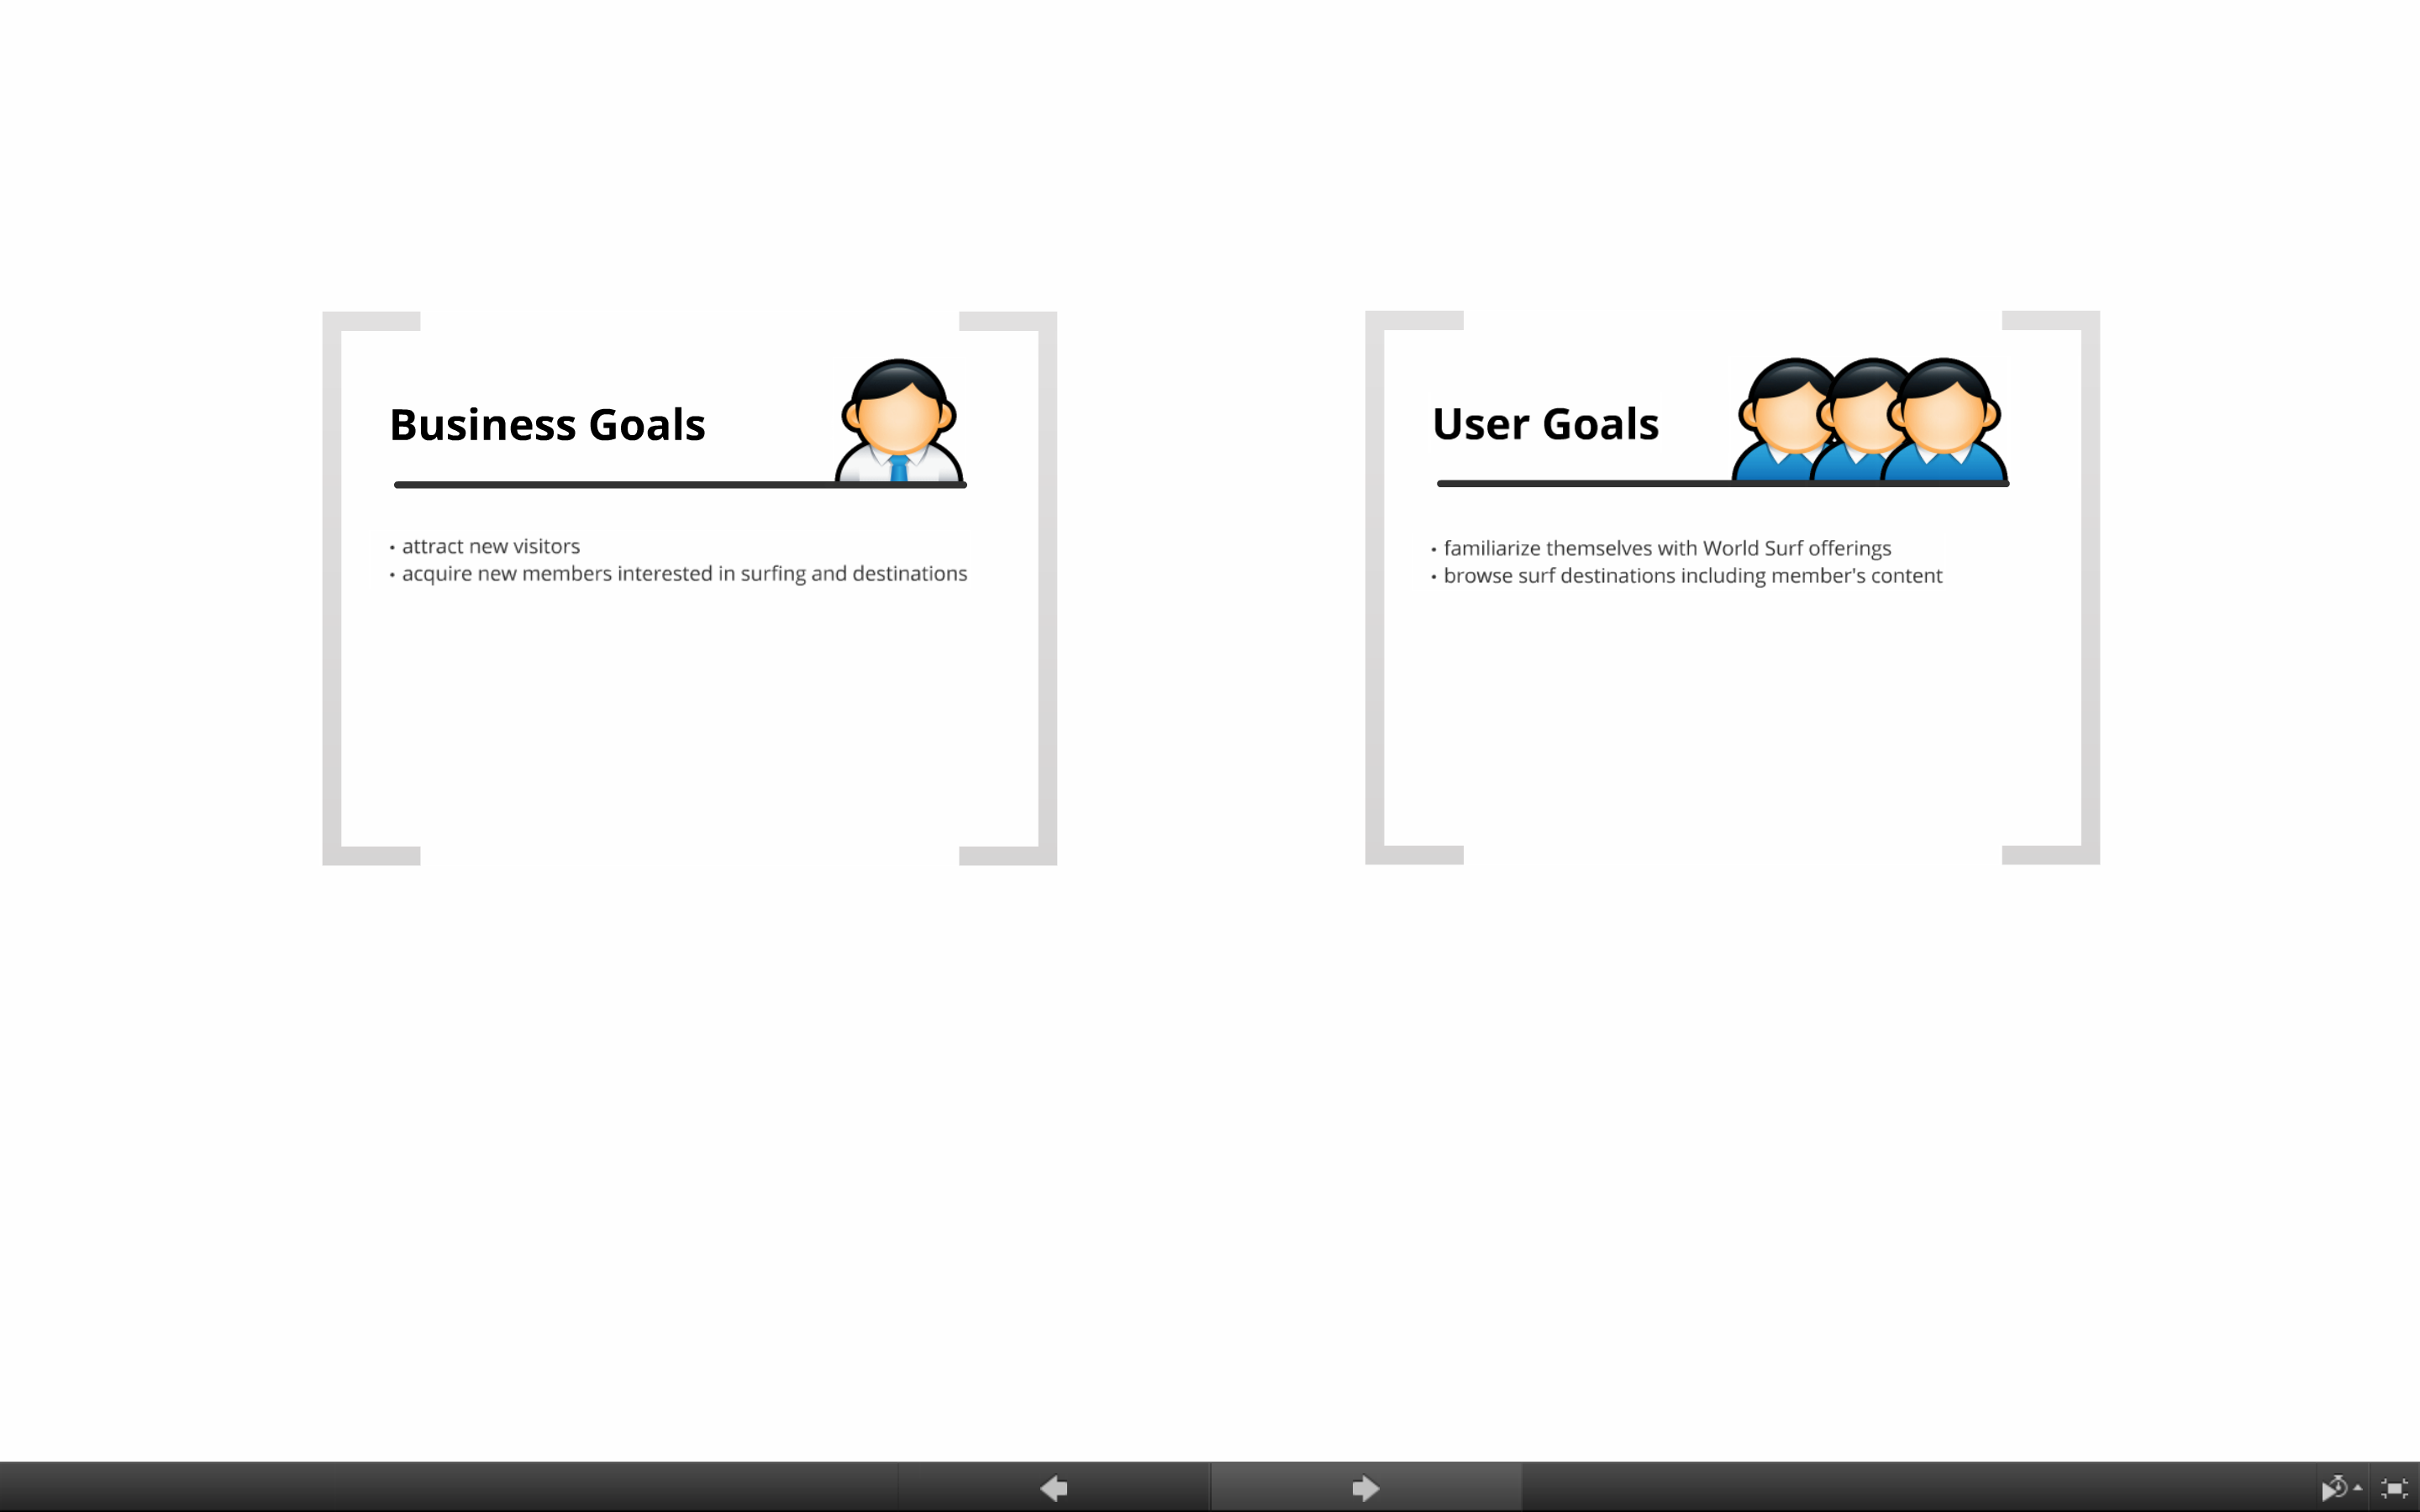 Business Goals
• attract new visitors
• acquire new members interested in surfing and destinations
User Goals
• familiarize themselves with World Surf offerings
• browse surf destinations including member's content